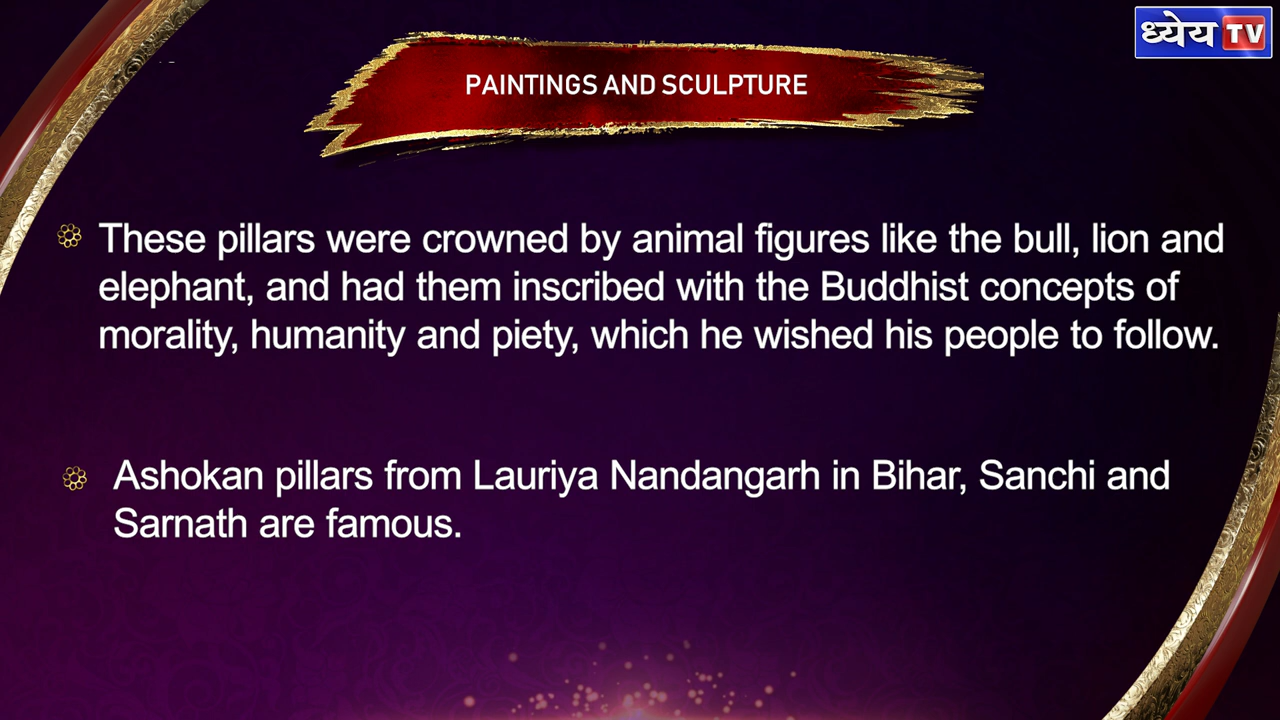 ध्येय TV
PAINTINGS AND SCULPTURE
These pillars were crowned by animal figures like the bull, lion and
elephant, and had them inscribed with the Buddhist concepts of
morality, humanity and piety, which he wished his people to follow.
Ashokan pillars from Lauriya Nandangarh in Bihar, Sanchi and
Sarnath are famous.